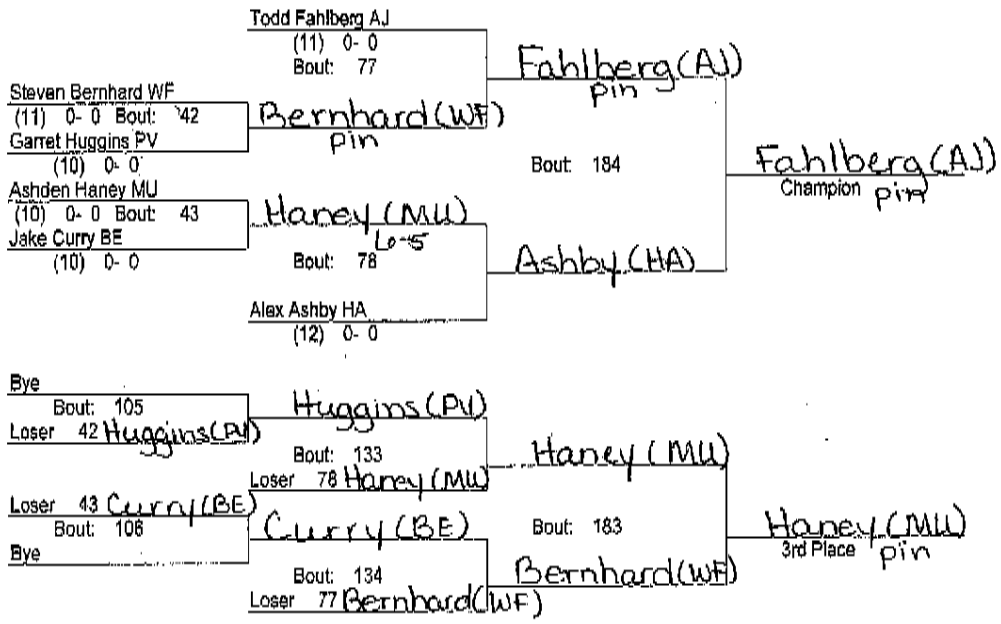 Todd Fahlberg AJ
(11) 0- 0
Bout: 77
Fahlberg (AJ)
pin
Steven Bernhard WF
(11) 0- 0 Bout: 42
Bernhard (WF)
pin
Garret Huggins PV
(10) 0- 0
Bout: 184
Fahlberg (AJ)
Champion pin
Ashden Haney MU
(10) 0- 0 Bout: 43
Haney (MU)
6-5
Jake Curry BE
(10) 0- 0
Bout: 78
Ashby (HA)
Alex Ashby HA
(12) 0- 0
Bye
Bout: 105
Huggins (PV)
Loser 42 Huggins (PV)
Bout: 133
Haney (MU)
Loser 78 Haney (MU)
Loser 43 Curry (BE)
Bout: 106
Curry (BE)
Bout: 183
Haney (MU)
3rd Place pin
Bye
Bout: 134
Bernhard (WF)
Loser 77 Bernhard (WF)